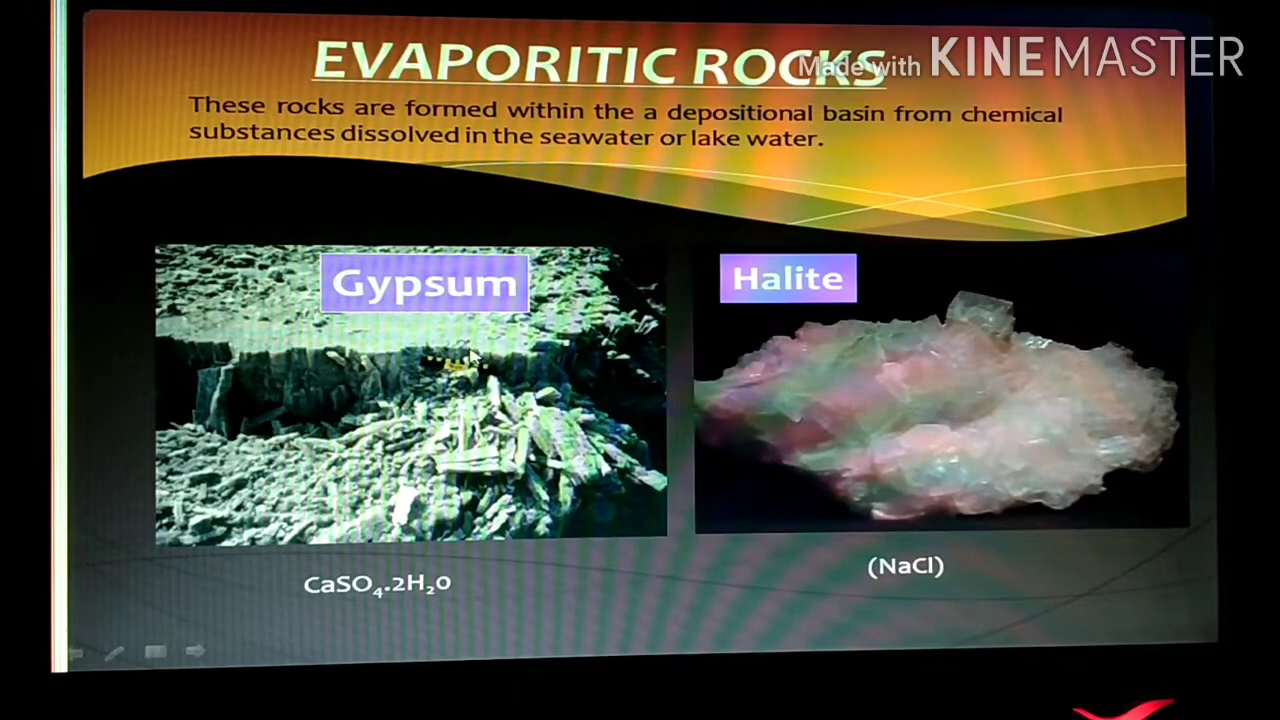 EVAPORITIC ROCKS
Made with KINEMASTER
These rocks are formed within the a depositional basin from chemical
substances dissolved in the seawater or lake water.
Gypsum
Halite
CaSO₄.2H₂0
(NaCl)